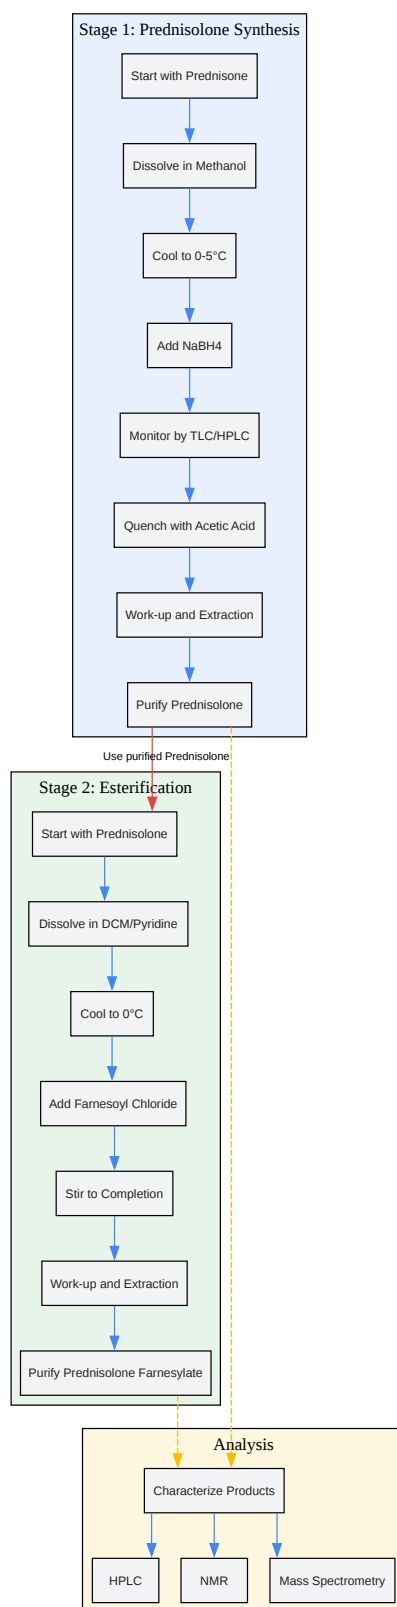 Stage 1: Prednisolone Synthesis
Start with Prednisone
Dissolve in Methanol
Cool to 0-5°C
Add NaBH4
Monitor by TLC/HPLC
Quench with Acetic Acid
Work-up and Extraction
Purify Prednisolone
Use purified Prednisolone
Stage 2: Esterification
Start with Prednisolone
Dissolve in DCM/Pyridine
Cool to 0°C
Add Farnesoyl Chloride
Stir to Completion
Work-up and Extraction
Purify Prednisolone Farnesylate
Analysis
Characterize Products
HPLC
NMR
Mass Spectrometry